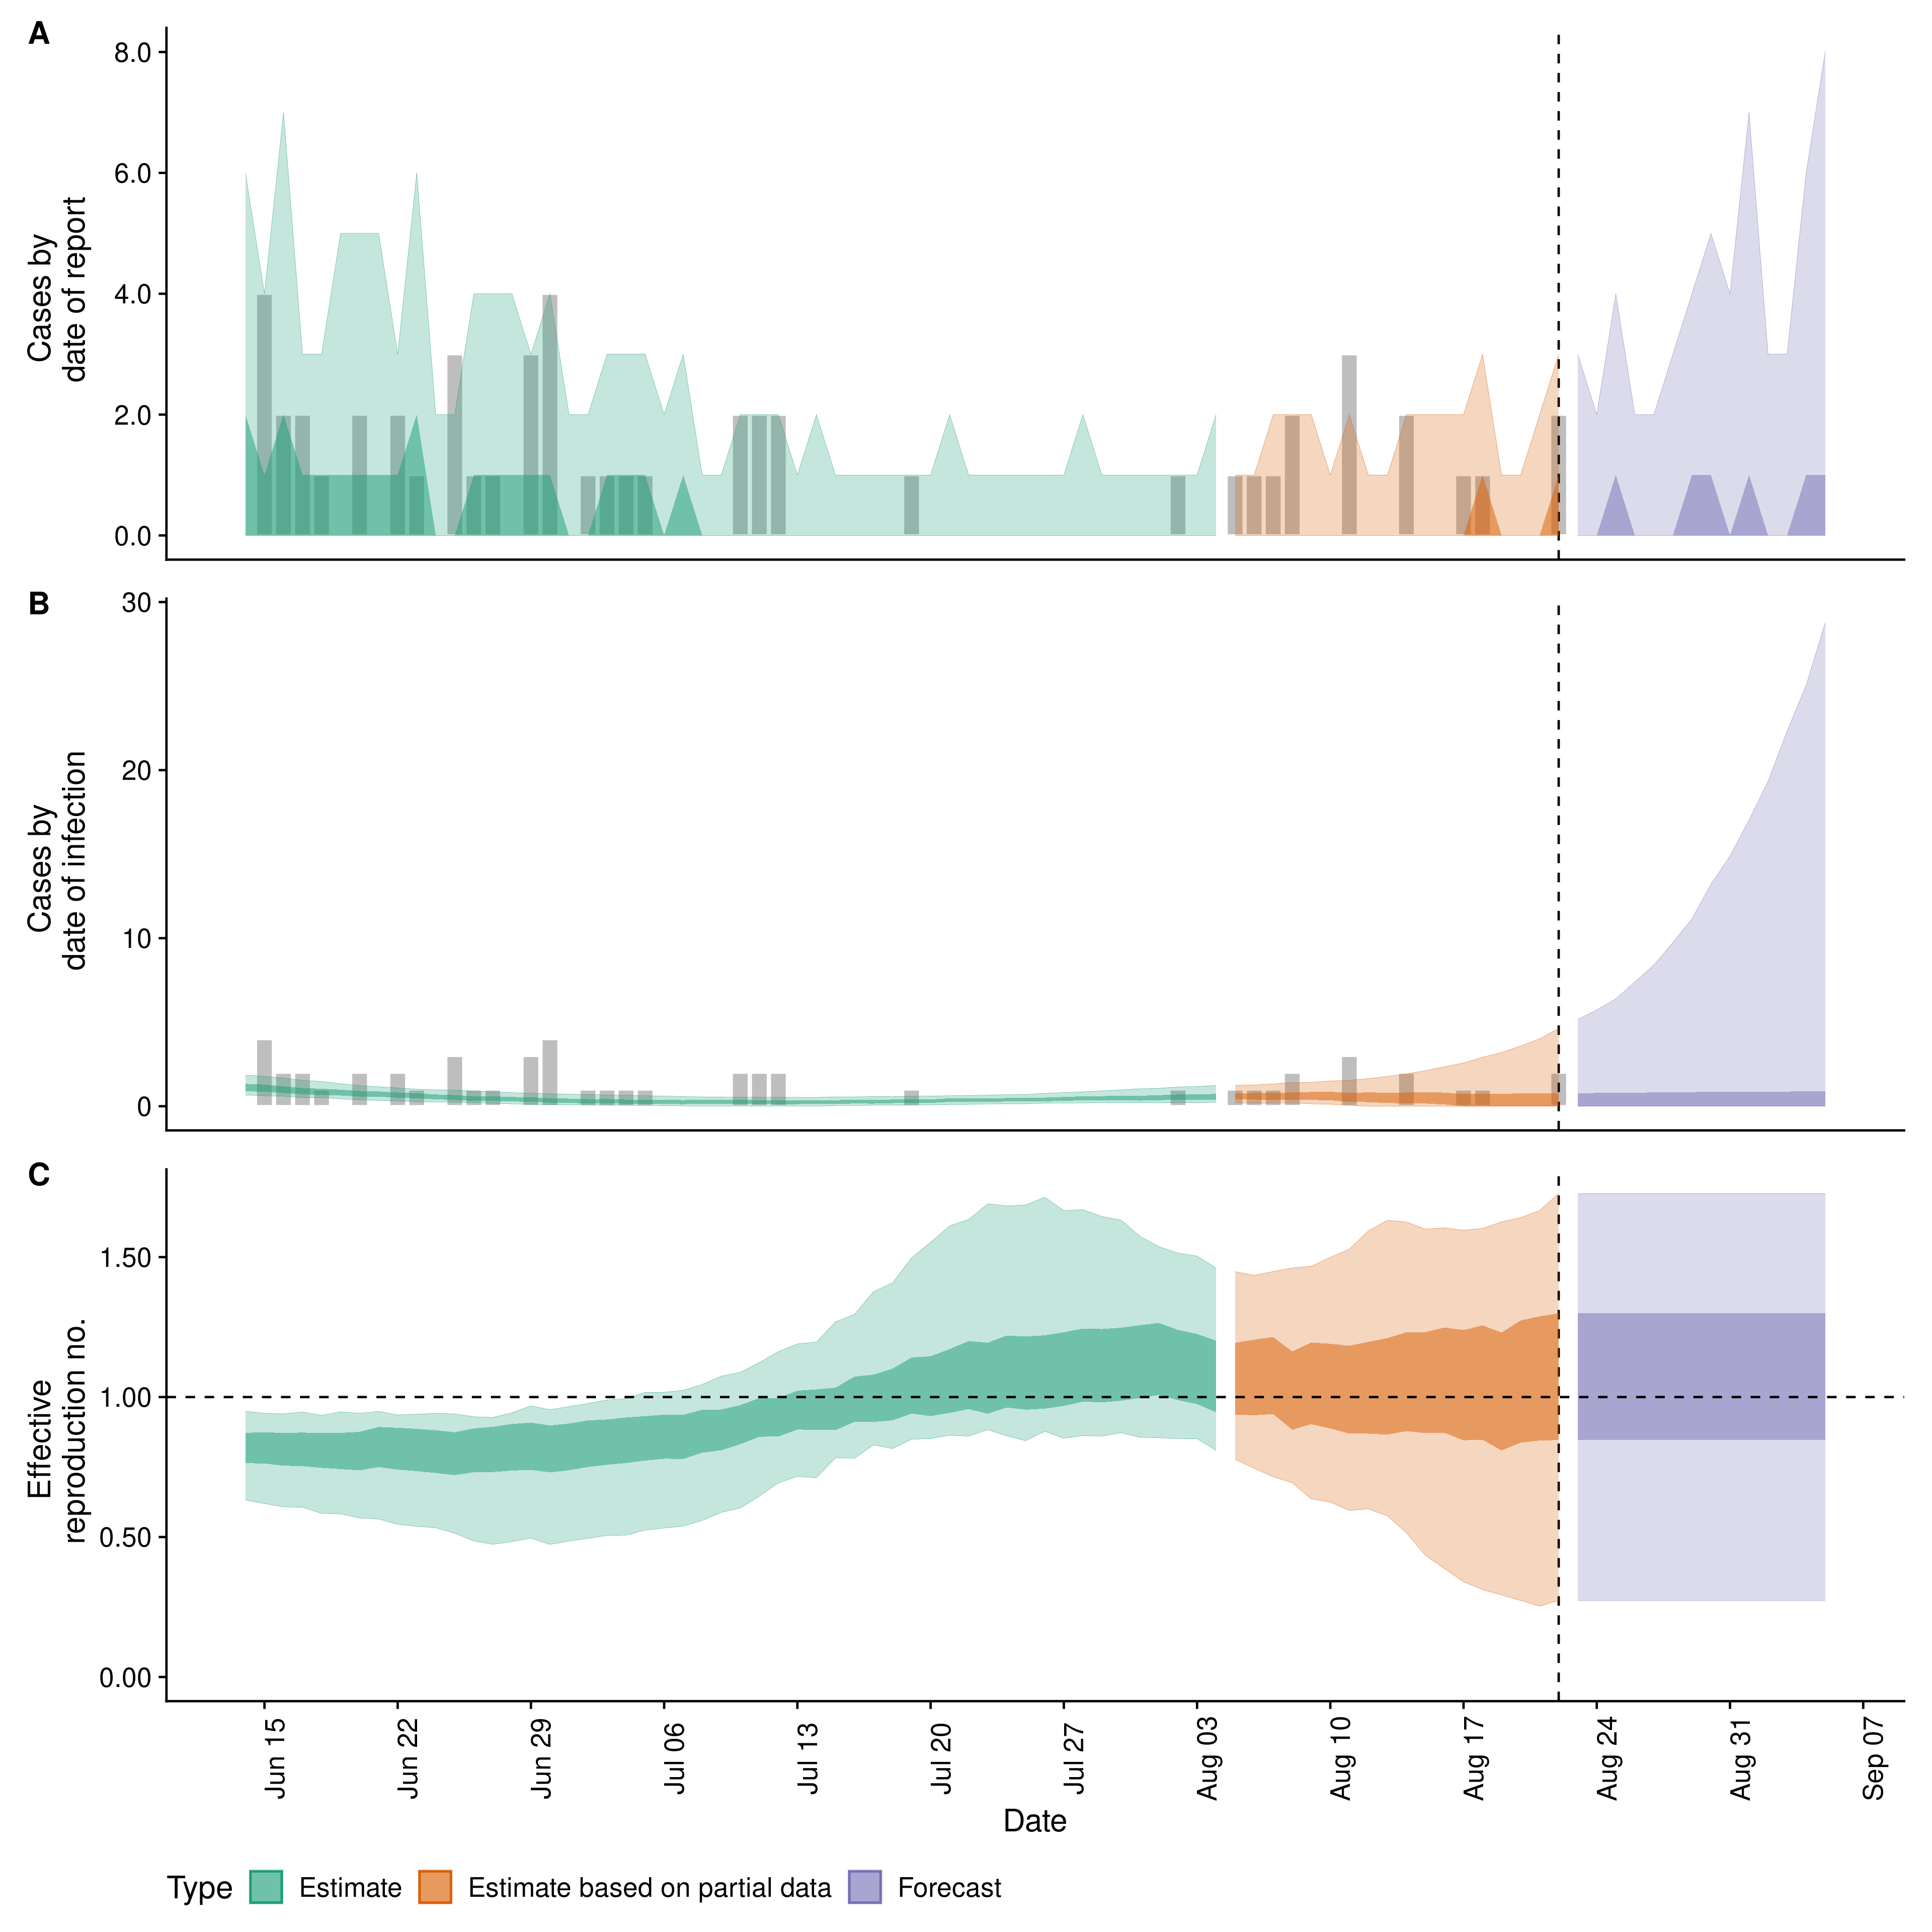 A
8.0
6.0
4.0
2.0
0.0
Cases by
date of report
B
30
20
10
0
Cases by
date of infection
C
1.50
1.00
0.50
0.00
Effective
reproduction no.
Jun 15
Jun 22
Jun 29
Jul 06
Jul 13
Jul 20
Jul 27
Aug 03
Aug 10
Aug 17
Aug 24
Aug 31
Sep 07
Date
Type Estimate Estimate based on partial data Forecast